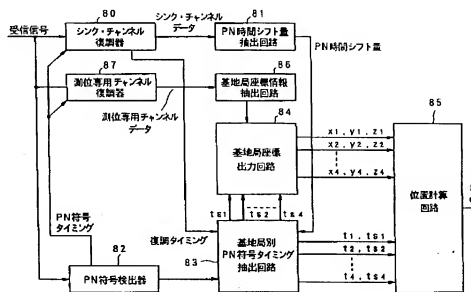 80
シンク・チャンネル
データ
81
受信信号
シンク・チャンネル
復調器
PN時間シフト量
抽出回路
PN時間シフト量
87
86
測位専用チャンネル
復調器
基地局座標情報
抽出回路
測位専用チャンネル
データ
84
85
基地局座標
出力回路
x1, y1, z1
x2, y2, z2
x4, y4, z4
位置計算
回路
PN符号
タイミング
ts1
ts2
ts4
復調タイミング
82
83
基地局別
PN符号タイミング
抽出回路
t1, ts1
t2, ts2
t4, ts4
PN符号検出器